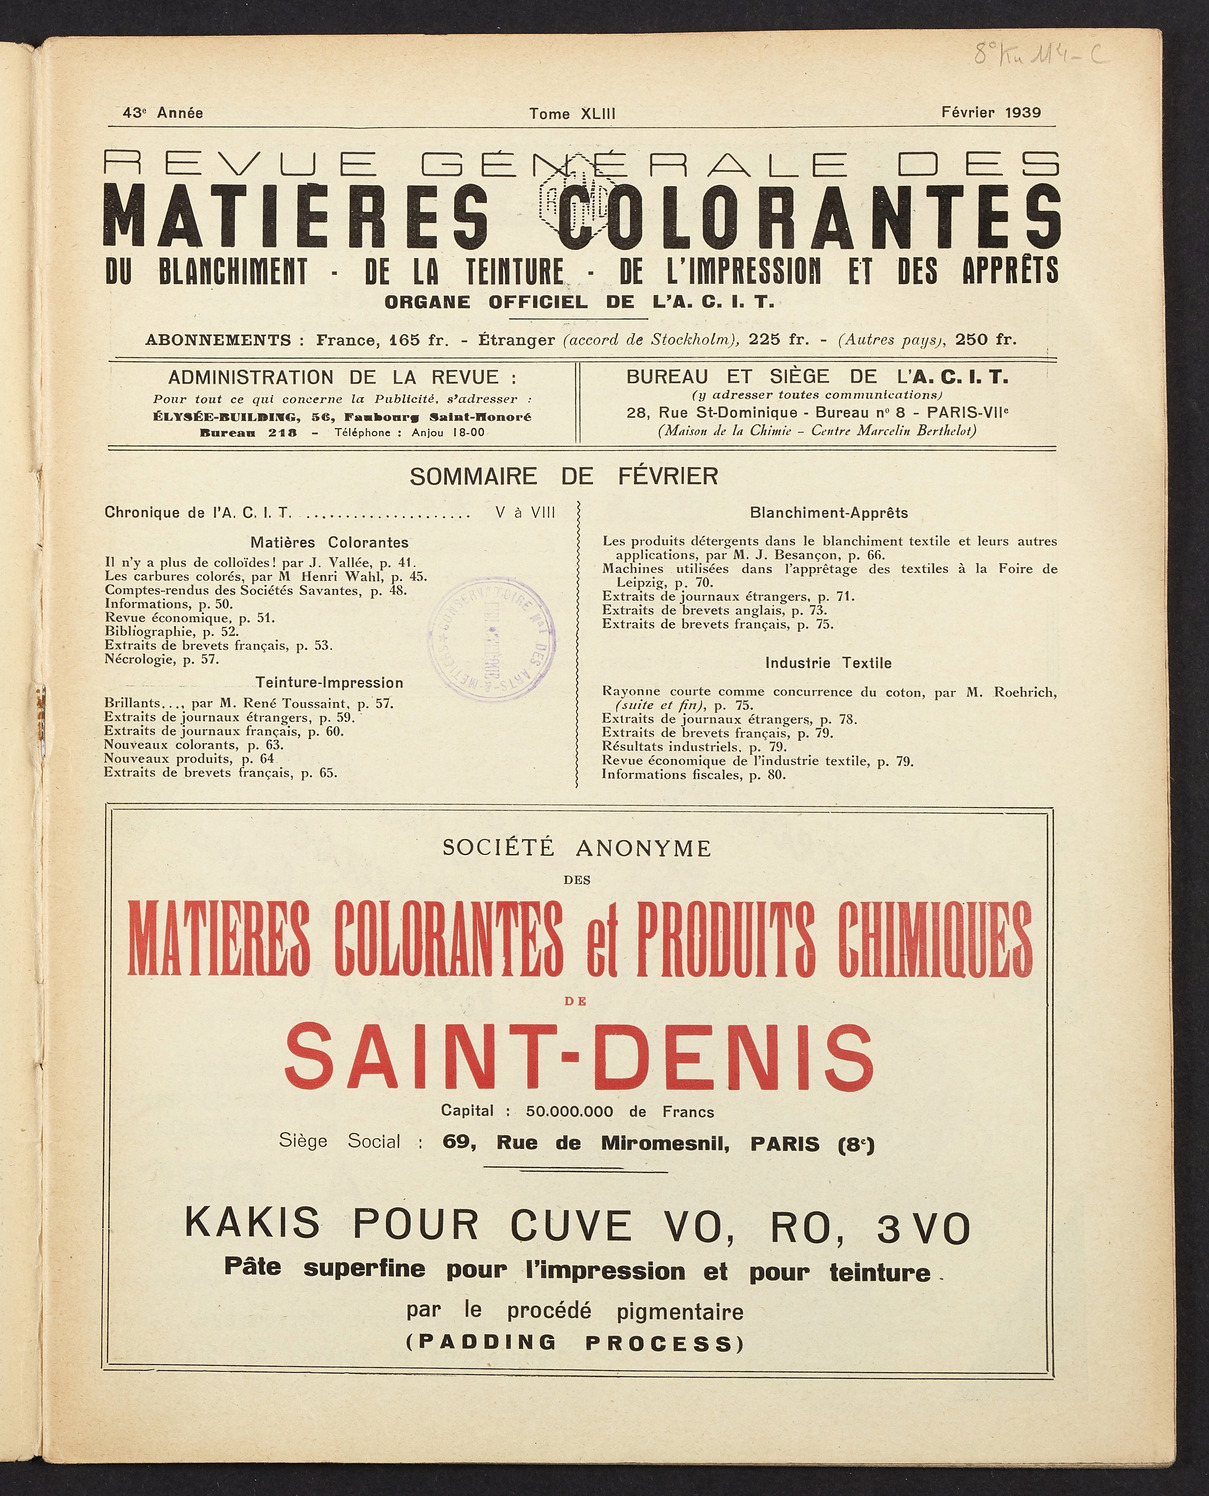 8° Ku 114-C
43e Année Tome XLIII Février 1939
REVUE GÉNÉRALE DES
MATIÈRES COLORANTES
DU BLANCHIMENT - DE LA TEINTURE - DE L'IMPRESSION ET DES APPRÊTS
ORGANE OFFICIEL DE L'A. C. I. T.
ABONNEMENTS : France, 165 fr. - Étranger (accord de Stockholm), 225 fr. - (Autres pays), 250 fr.
ADMINISTRATION DE LA REVUE :
Pour tout ce qui concerne la Publicité, s'adresser :
ÉLYSÉE-BUILDING, 56, Faubourg Saint-Honoré
Bureau 218 - Téléphone : Anjou 18-00
BUREAU ET SIÈGE DE L'A. C. I. T.
(y adresser toutes communications)
28, Rue St-Dominique - Bureau no 8 - PARIS-VIIe
(Maison de la Chimie - Centre Marcelin Berthelot)
SOMMAIRE DE FÉVRIER
Chronique de l'A. C. I. T. ..................... V à VIII
Matières Colorantes
Il n'y a plus de colloïdes! par J. Vallée, p. 41.
Les carbures colorés, par M Henri Wahl, p. 45.
Comptes-rendus des Sociétés Savantes, p. 48.
Informations, p. 50.
Revue économique, p. 51.
Bibliographie, p. 52.
Extraits de brevets français, p. 53.
Nécrologie, p. 57.
Teinture-Impression
Brillants..., par M. René Toussaint, p. 57.
Extraits de journaux étrangers, p. 59.
Extraits de journaux français, p. 60.
Nouveaux colorants, p. 63.
Nouveaux produits, p. 64
Extraits de brevets français, p. 65.
CONSERVATOIRE NAL DES ARTS & METIERS
Blanchiment-Apprêts
Les produits détergents dans le blanchiment textile et leurs autres
applications, par M. J. Besançon, p. 66.
Machines utilisées dans l'apprêtage des textiles à la Foire de
Leipzig, p. 70.
Extraits de journaux étrangers, p. 71.
Extraits de brevets anglais, p. 73.
Extraits de brevets français, p. 75.
Industrie Textile
Rayonne courte comme concurrence du coton, par M. Roehrich,
(suite et fin), p. 75.
Extraits de journaux étrangers, p. 78.
Extraits de brevets français, p. 79.
Résultats industriels, p. 79.
Revue économique de l'industrie textile, p. 79.
Informations fiscales, p. 80.
SOCIÉTÉ ANONYME
DES
MATIERES COLORANTES et PRODUITS CHIMIQUES
DE
SAINT-DENIS
Capital : 50.000.000 de Francs
Siège Social : 69, Rue de Miromesnil, PARIS (8e)
KAKIS POUR CUVE VO, RO, 3 VO
Pâte superfine pour l'impression et pour teinture.
par le procédé pigmentaire
(PADDING PROCESS)